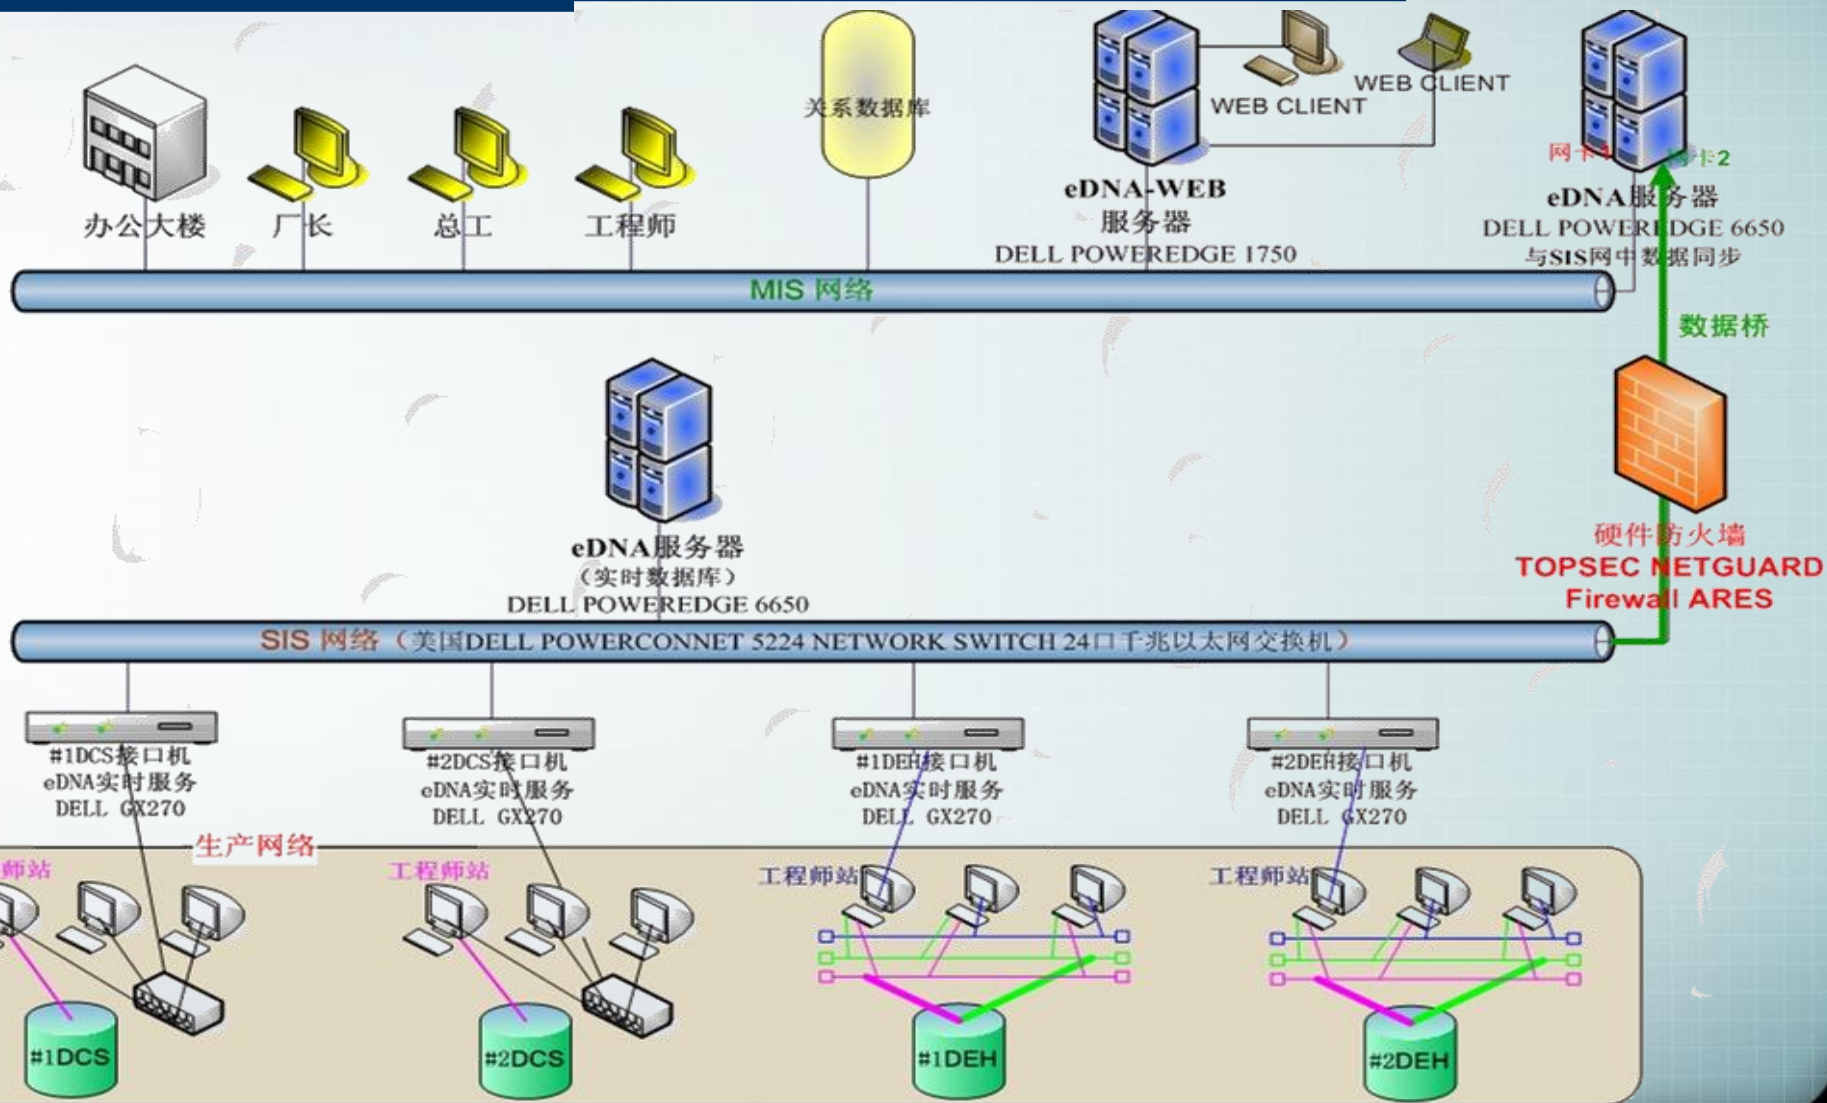 关系数据库
WEB CLIENT
WEB CLIENT
网卡1
网卡2
eDNA-WEB
服务器
DELL POWEREDGE 1750
eDNA服务器
DELL POWEREDGE 6650
与SIS网中数据同步
办公大楼
厂长
总工
工程师
MIS 网络
数据桥
eDNA服务器
（实时数据库）
DELL POWEREDGE 6650
硬件防火墙
TOPSEC NETGUARD
Firewall ARES
SIS 网络（美国DELL POWERCONNET 5224 NETWORK SWITCH 24口千兆以太网交换机）
#1DCS接口机
eDNA实时服务
DELL GX270
#2DCS接口机
eDNA实时服务
DELL GX270
#1DEH接口机
eDNA实时服务
DELL GX270
#2DEH接口机
eDNA实时服务
DELL GX270
生产网络
师站
工程师站
工程师站
工程师站
#1DCS
#2DCS
#1DEH
#2DEH